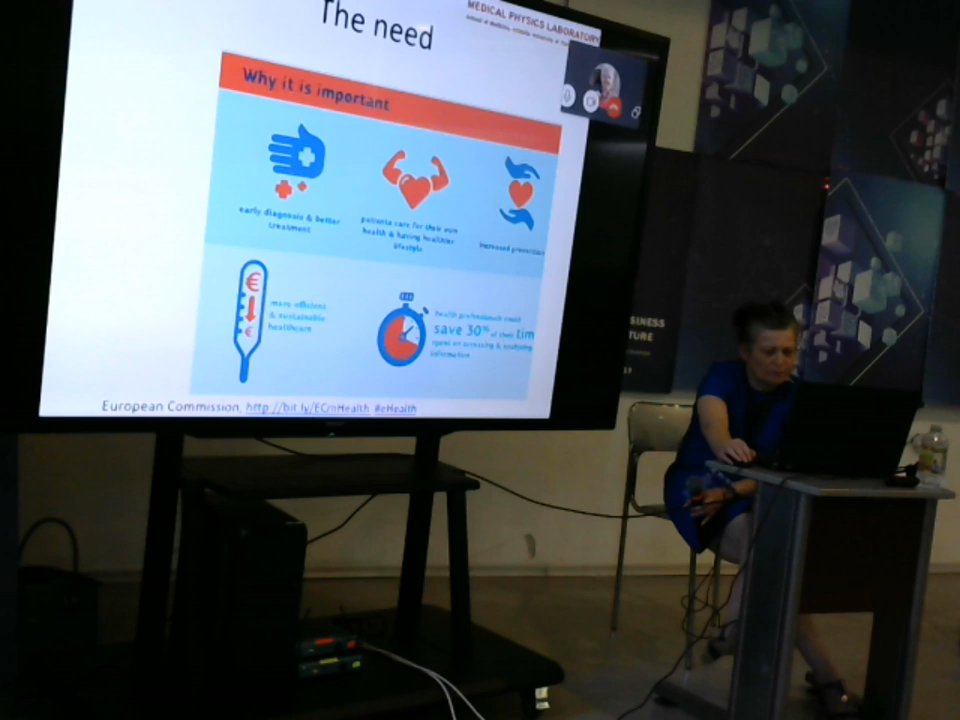 The need
MEDICAL PHYSICS LABORATORY
Why it is important
early diagnosis & better
treatment
patients care for their own
health & having healthier
lifestyle
increased prevention
more efficient
& sustainable
healthcare
health professionals could
save 30% of their tim
spent on accessing & analysing
information
European Commission, http://bit.ly/ECmHealth #eHealth
SINESS
TURE